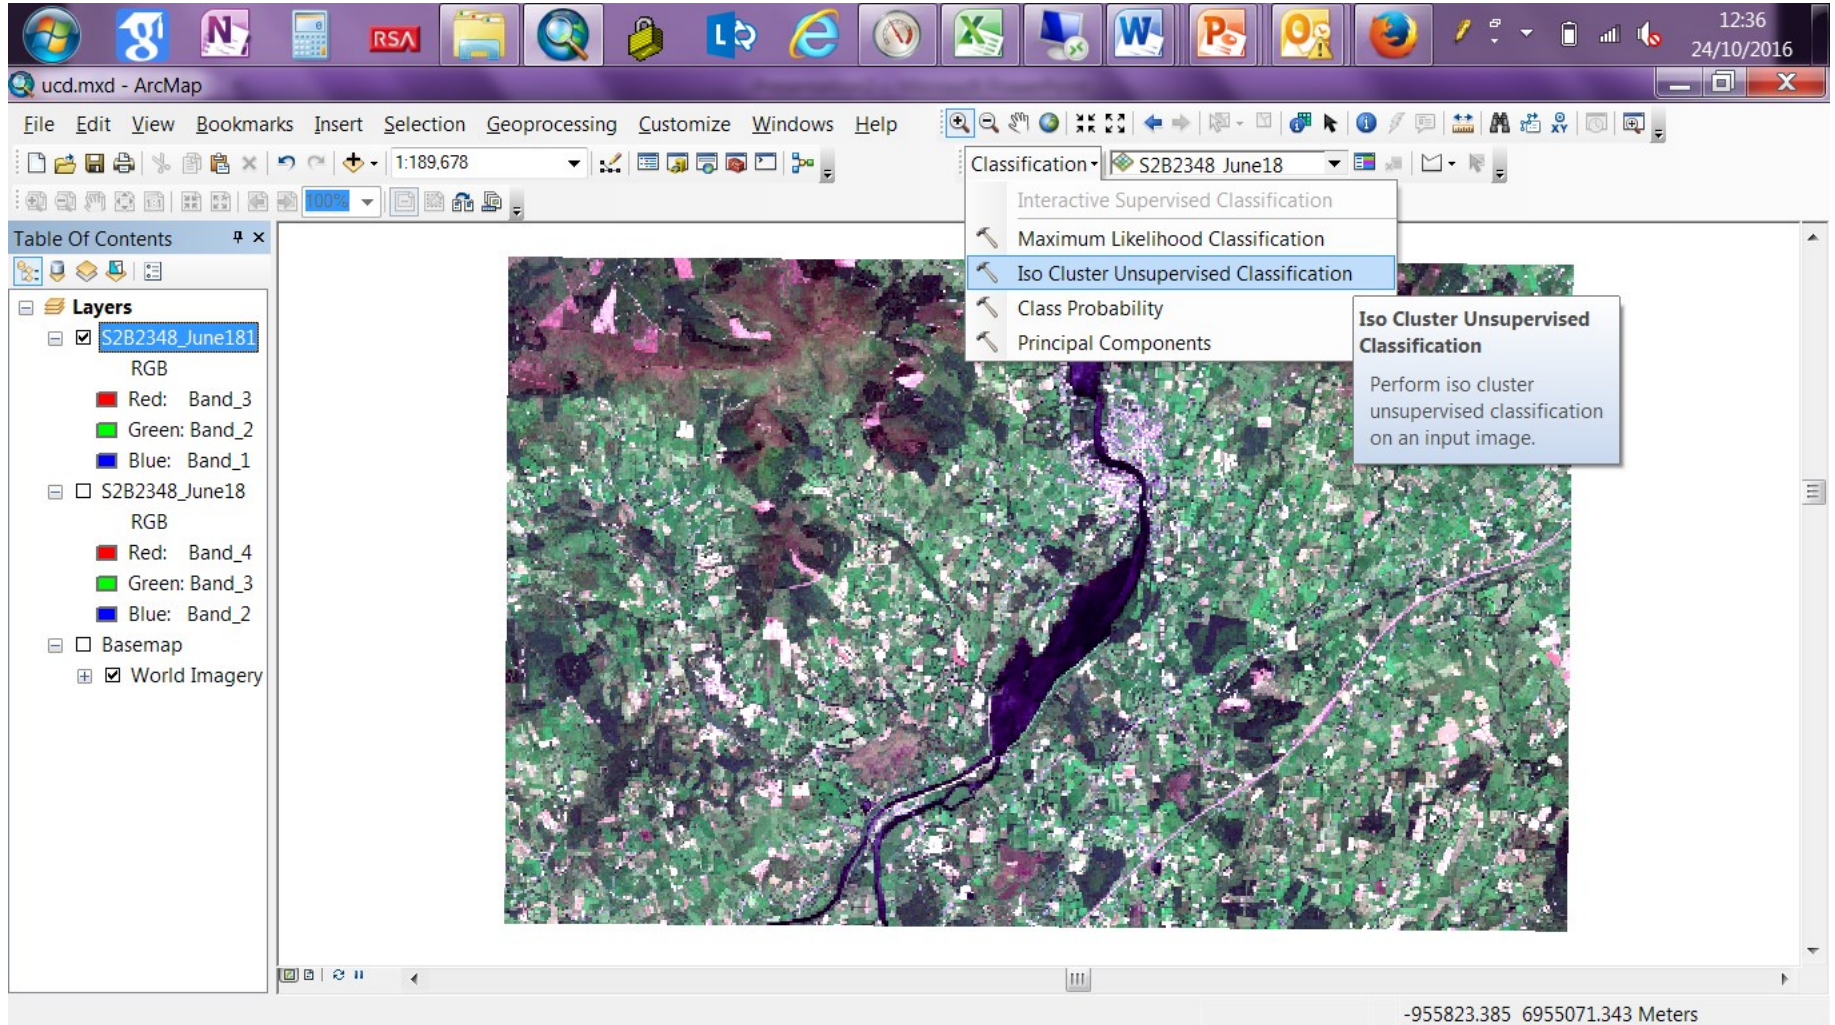 RSA
12:36
24/10/2016
ucd.mxd - ArcMap
File Edit View Bookmarks Insert Selection Geoprocessing Customize Windows Help
1:189,678
Classification
S2B2348_June18
100%
Interactive Supervised Classification
Maximum Likelihood Classification
Iso Cluster Unsupervised Classification
Class Probability
Principal Components
Iso Cluster Unsupervised
Classification
Perform iso cluster
unsupervised classification
on an input image.
Table Of Contents
Layers
S2B2348_June181
RGB
Red: Band_3
Green: Band_2
Blue: Band_1
S2B2348_June18
RGB
Red: Band_4
Green: Band_3
Blue: Band_2
Basemap
World Imagery
-955823.385 6955071.343 Meters